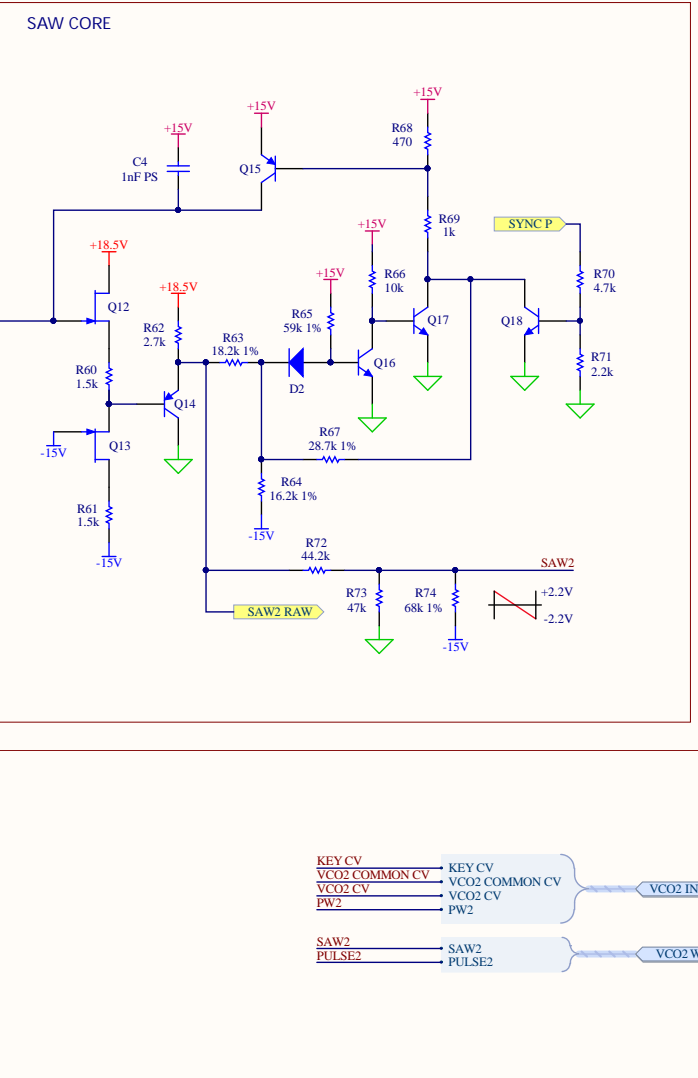 SAW CORE
+15V
+15V
+15V
R68
470
C4
1nF PS
Q15
R69
1k
SYNC P
+15V
+18.5V
+15V
R66
10k
R70
4.7k
+18.5V
Q12
R65
59k 1%
R62
2.7k
Q17
Q18
R63
18.2k 1%
Q16
R71
2.2k
R60
1.5k
D2
Q14
R67
28.7k 1%
-15V
Q13
R64
16.2k 1%
R61
1.5k
-15V
-15V
R72
44.2k
SAW2
R73
47k
R74
68k 1%
+2.2V
-2.2V
SAW2 RAW
-15V
KEY CV
KEY CV
VCO2 COMMON CV
VCO2 COMMON CV
VCO2 CV
VCO2 CV
VCO2 IN
PW2
PW2
SAW2
SAW2
VCO2 W
PULSE2
PULSE2